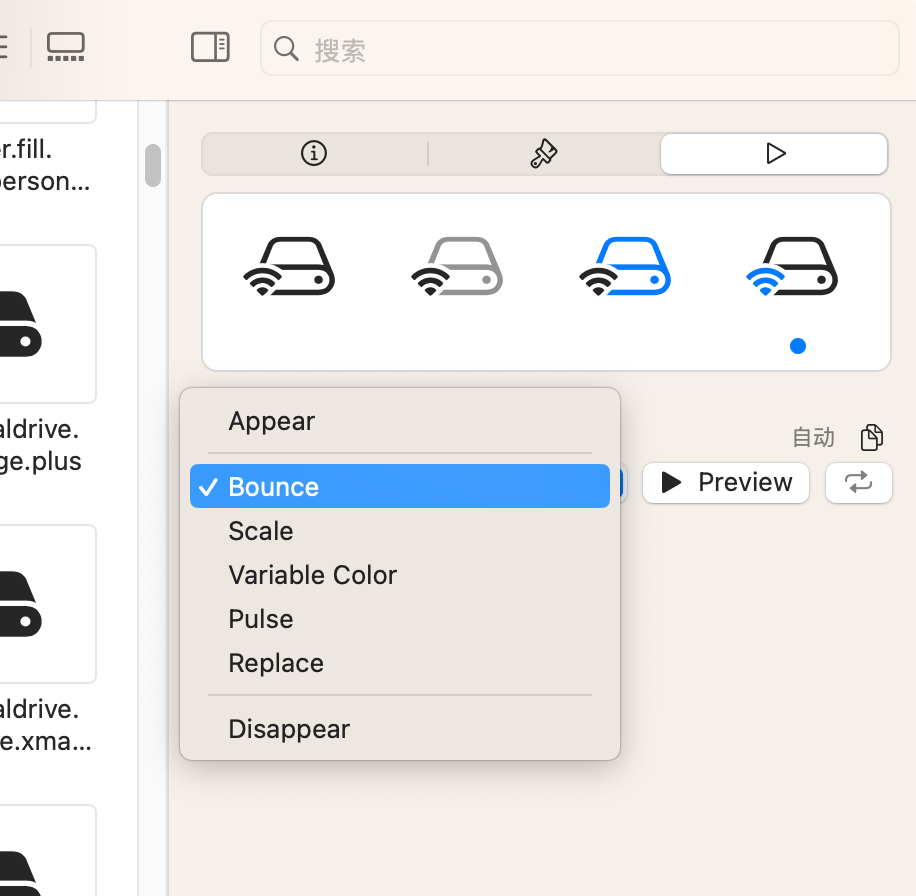 搜索
r.fill.
person...
aldrive.
ge.plus
aldrive.
e.xma...
自动
Preview
Appear
Bounce
Scale
Variable Color
Pulse
Replace
Disappear